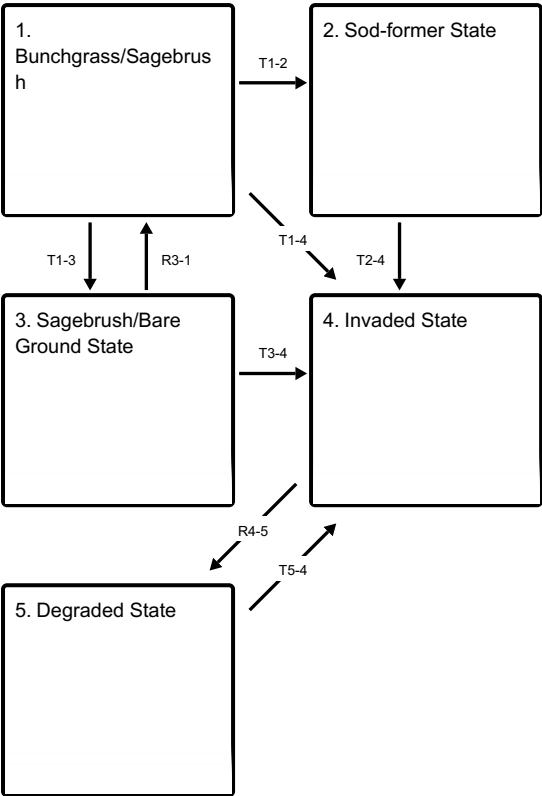 1.
Bunchgrass/Sagebrus
h
T1-2
2. Sod-former State
T1-4
T1-3
R3-1
T2-4
3. Sagebrush/Bare
Ground State
T3-4
4. Invaded State
R4-5
T5-4
5. Degraded State